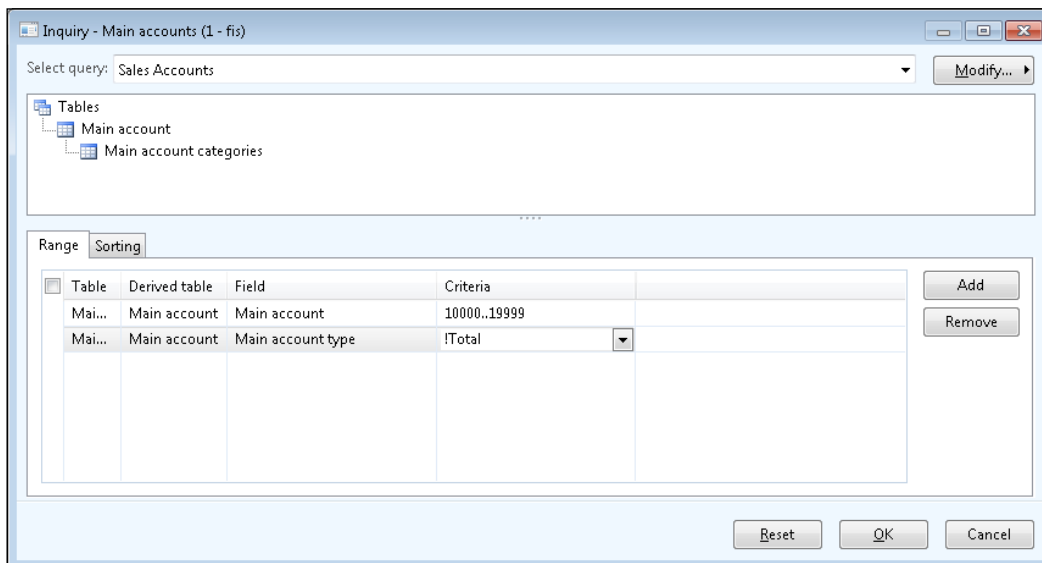 Inquiry - Main accounts (1 - fis)
Select query: Sales Accounts Modify...
Tables
Main account
Main account categories
Range Sorting
Table Derived table Field Criteria Add
Mai... Main account Main account 10000..19999
Mai... Main account Main account type !Total Remove
Reset OK Cancel